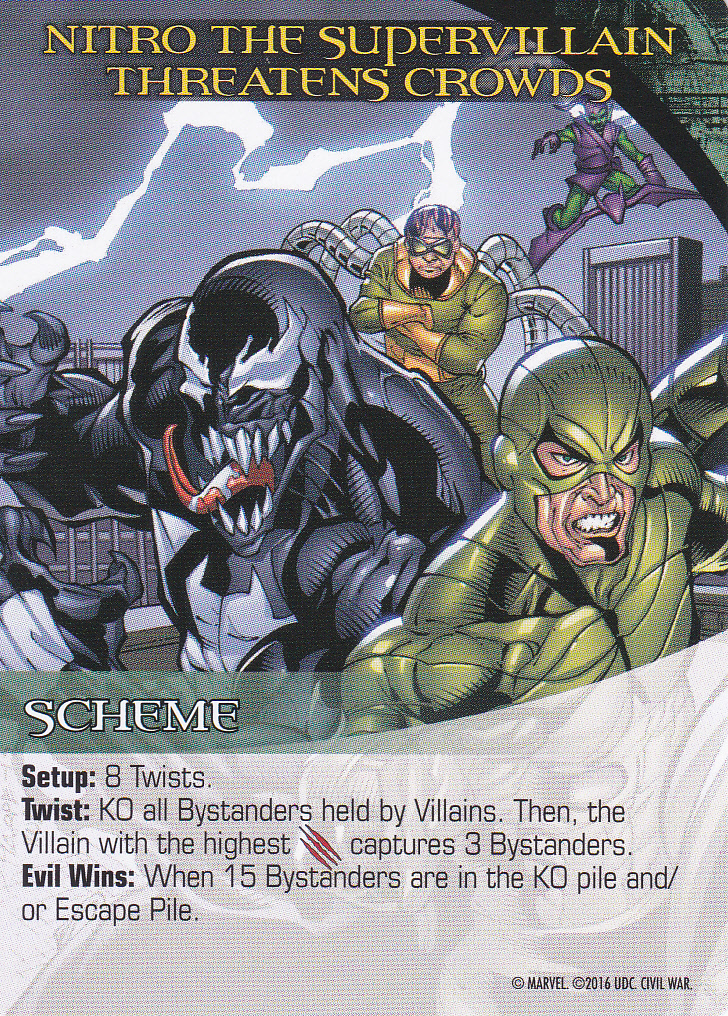 NITRO THE SUPERVILLAIN
THREATENS CROWDS
SCHEME
Setup: 8 Twists.
Twist: KO all Bystanders held by Villains. Then, the
Villain with the highest captures 3 Bystanders.
Evil Wins: When 15 Bystanders are in the KO pile and/
or Escape Pile.
© MARVEL. ©2016 UDC. CIVIL WAR.